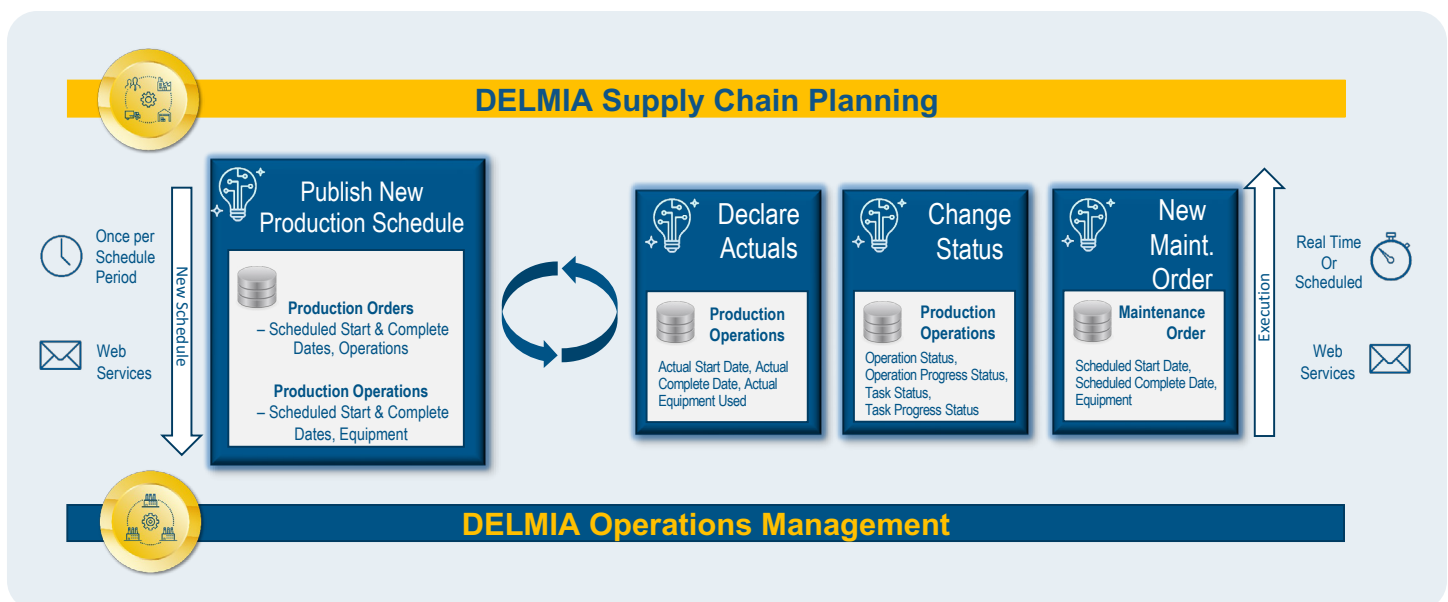 DELMIA Supply Chain Planning
Once per
Schedule
Period
Web
Services
New Schedule
Publish New
Production Schedule
Production Orders
– Scheduled Start & Complete
Dates, Operations
Production Operations
– Scheduled Start & Complete
Dates, Equipment
Declare
Actuals
Production
Operations
Actual Start Date, Actual
Complete Date, Actual
Equipment Used
Change
Status
Production
Operations
Operation Status,
Operation Progress Status,
Task Status,
Task Progress Status
New
Maint.
Order
Maintenance
Order
Scheduled Start Date,
Scheduled Complete Date,
Equipment
Execution
Real Time
Or
Scheduled
Web
Services
DELMIA Operations Management